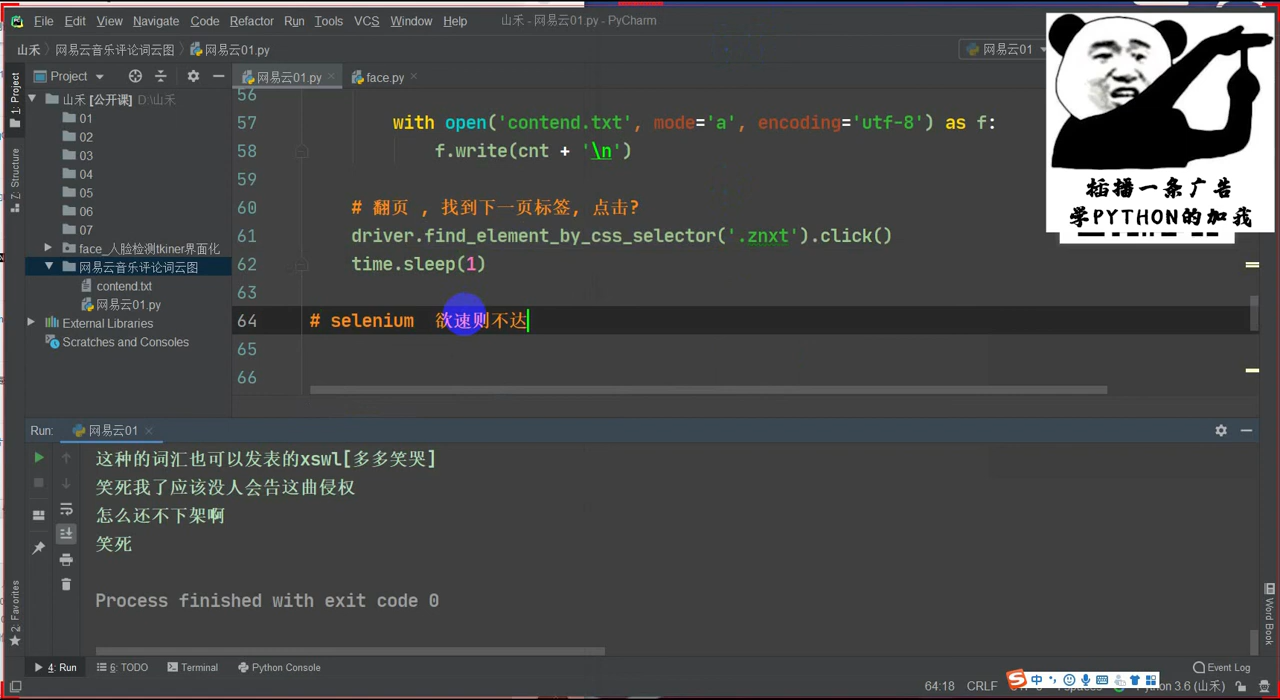 File Edit View Navigate Code Refactor Run Tools VCS Window Help 山禾 - 网易云01.py - PyCharm
山禾 网易云音乐评论词云图 网易云01.py 网易云01
Project 网易云01.py face.py
1: Project
山禾 [公开课] D:\山禾
01
02
03
04
05
06
07
face_人脸检测tkiner界面化
网易云音乐评论词云图
contend.txt
网易云01.py
External Libraries
Scratches and Consoles
Z: Structure
56
57 with open('contend.txt', mode='a', encoding='utf-8') as f:
58 f.write(cnt + '\n')
59
60 # 翻页 , 找到下一页标签, 点击?
61 driver.find_element_by_css_selector('.znxt').click()
62 time.sleep(1)
63
64 # selenium 欲速则不达
65
66
插播一条广告
学PYTHON的加我
Run: 网易云01
这种的词汇也可以发表的xswl[多多笑哭]
笑死我了应该没人会告这曲侵权
怎么还不下架啊
笑死
Process finished with exit code 0
2: Favorites
Word Book
4: Run 6: TODO Terminal Python Console Event Log
64:18 CRLF Python 3.6 (山禾)
中